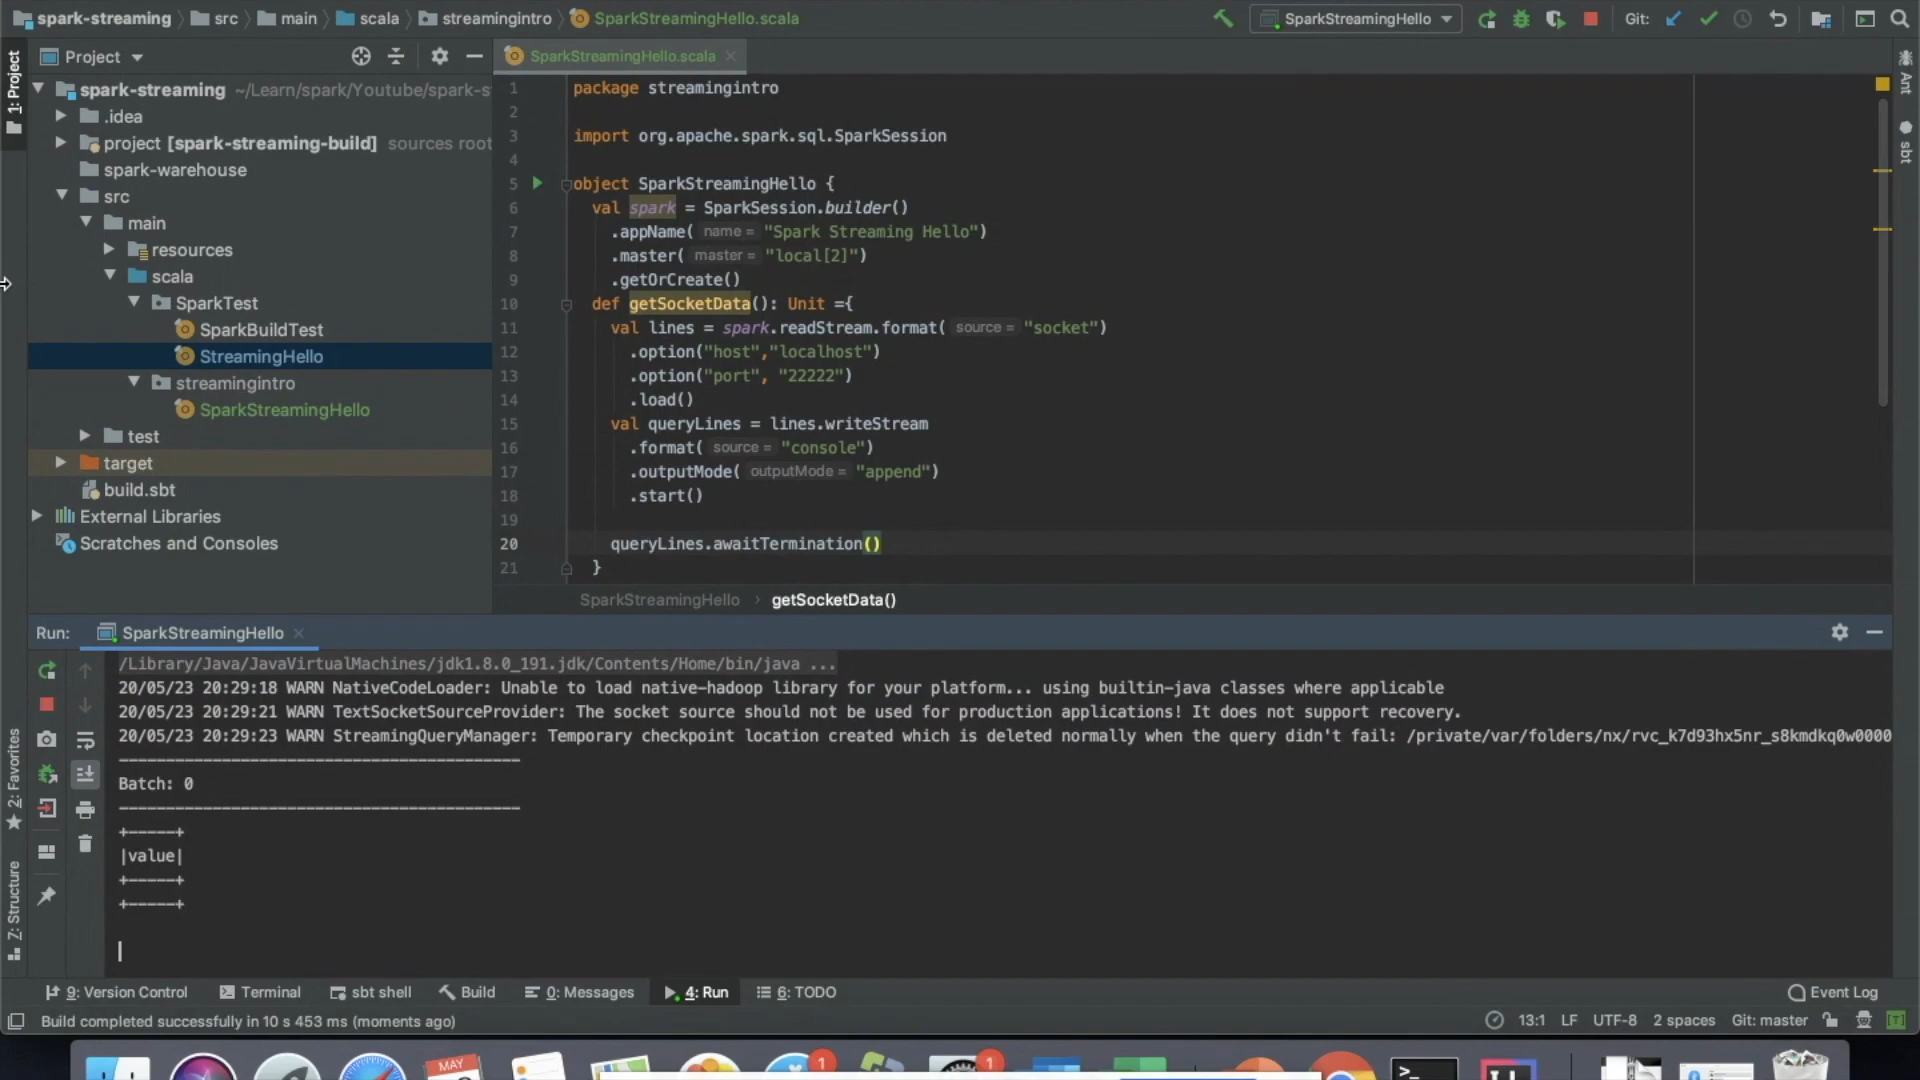 spark-streaming src main scala streamingintro SparkStreamingHello.scala SparkStreamingHello Git:
Project SparkStreamingHello.scala
1: Project
spark-streaming ~/Learn/spark/Youtube/spark-s
.idea
project [spark-streaming-build] sources root
spark-warehouse
src
main
resources
scala
SparkTest
SparkBuildTest
StreamingHello
streamingintro
SparkStreamingHello
test
target
build.sbt
External Libraries
Scratches and Consoles
1 package streamingintro
2
3 import org.apache.spark.sql.SparkSession
4
5 object SparkStreamingHello {
6 val spark = SparkSession.builder()
7 .appName( name = "Spark Streaming Hello")
8 .master( master = "local[2]")
9 .getOrCreate()
10 def getSocketData(): Unit ={
11 val lines = spark.readStream.format( source = "socket")
12 .option("host","localhost")
13 .option("port", "22222")
14 .load()
15 val queryLines = lines.writeStream
16 .format( source = "console")
17 .outputMode( outputMode = "append")
18 .start()
19
20 queryLines.awaitTermination()
21 }
SparkStreamingHello › getSocketData()
Ant
sbt
Run: SparkStreamingHello
/Library/Java/JavaVirtualMachines/jdk1.8.0_191.jdk/Contents/Home/bin/java ...
20/05/23 20:29:18 WARN NativeCodeLoader: Unable to load native-hadoop library for your platform... using builtin-java classes where applicable
20/05/23 20:29:21 WARN TextSocketSourceProvider: The socket source should not be used for production applications! It does not support recovery.
20/05/23 20:29:23 WARN StreamingQueryManager: Temporary checkpoint location created which is deleted normally when the query didn't fail: /private/var/folders/nx/rvc_k7d93hx5nr_s8kmdkq0w0000
-------------------------------------------
Batch: 0
-------------------------------------------
+-----+
|value|
+-----+
+-----+
2: Favorites
Z: Structure
9: Version Control Terminal sbt shell Build 0: Messages 4: Run 6: TODO Event Log
Build completed successfully in 10 s 453 ms (moments ago) 13:1 LF UTF-8 2 spaces Git: master [T]
MAY 1 1
>_